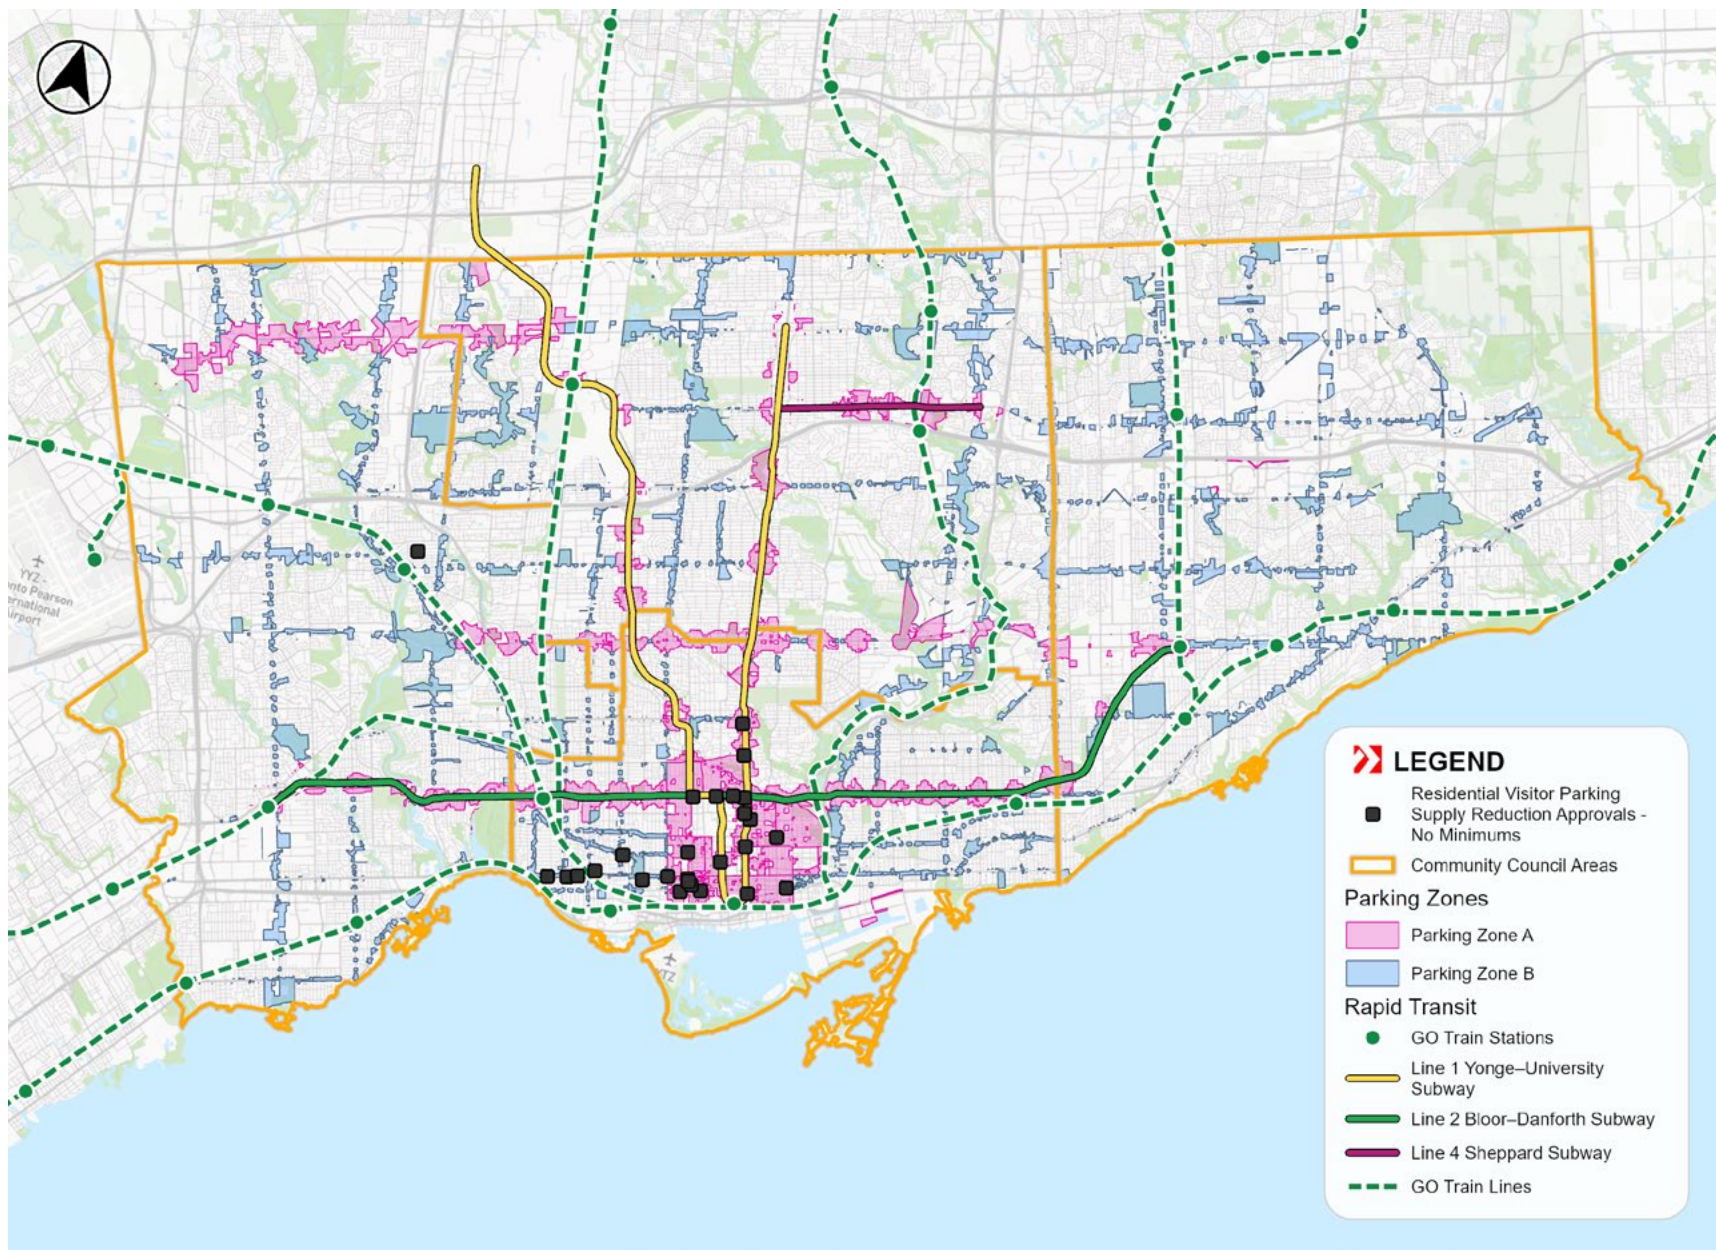 YYZ -
onto Pearson
ernational
Airport
YTZ
LEGEND
Residential Visitor Parking
Supply Reduction Approvals -
No Minimums
Community Council Areas
Parking Zones
Parking Zone A
Parking Zone B
Rapid Transit
GO Train Stations
Line 1 Yonge–University
Subway
Line 2 Bloor–Danforth Subway
Line 4 Sheppard Subway
GO Train Lines